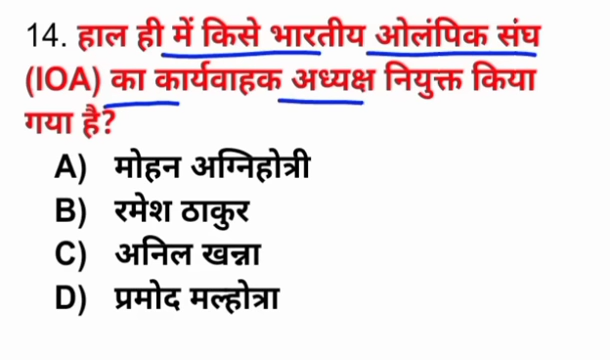 14. हाल ही में किसे भारतीय ओलंपिक संघ
(IOA) का कार्यवाहक अध्यक्ष नियुक्त किया
गया है?
A) मोहन अग्निहोत्री
B) रमेश ठाकुर
C) अनिल खन्ना
D) प्रमोद मल्होत्रा